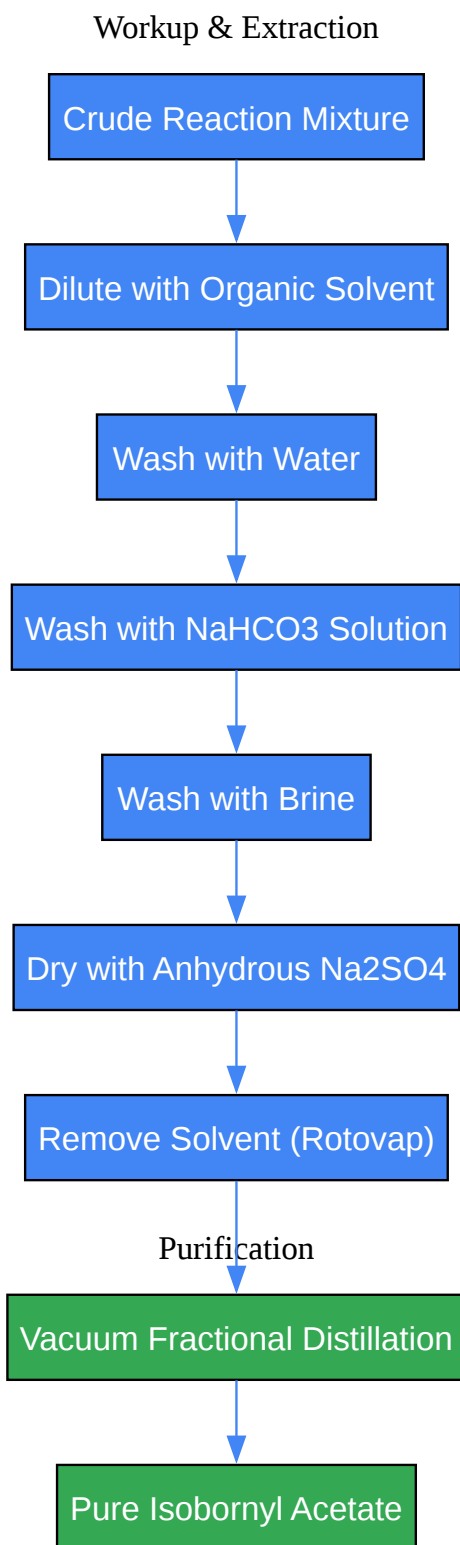 Workup & Extraction
Crude Reaction Mixture
Dilute with Organic Solvent
Wash with Water
Wash with NaHCO3 Solution
Wash with Brine
Dry with Anhydrous Na2SO4
Remove Solvent (Rotovap)
Purification
Vacuum Fractional Distillation
Pure Isobornyl Acetate